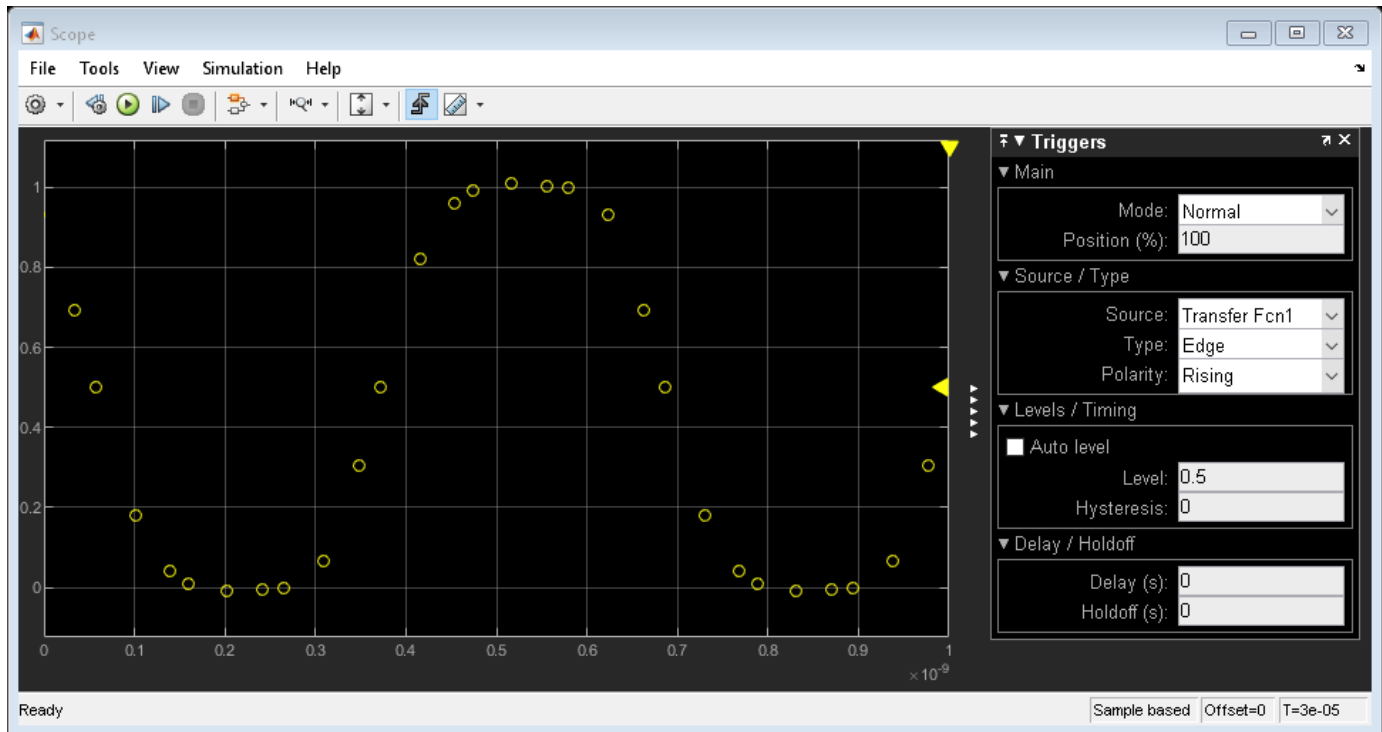 Scope
File Tools View Simulation Help
Triggers
Main
Mode: Normal
Position (%): 100
Source / Type
Source: Transfer Fcn1
Type: Edge
Polarity: Rising
Levels / Timing
Auto level
Level: 0.5
Hysteresis: 0
Delay / Holdoff
Delay (s): 0
Holdoff (s): 0
1
0.8
0.6
0.4
0.2
0
0 0.1 0.2 0.3 0.4 0.5 0.6 0.7 0.8 0.9 1
×10⁻⁹
Ready Sample based Offset=0 T=3e-05